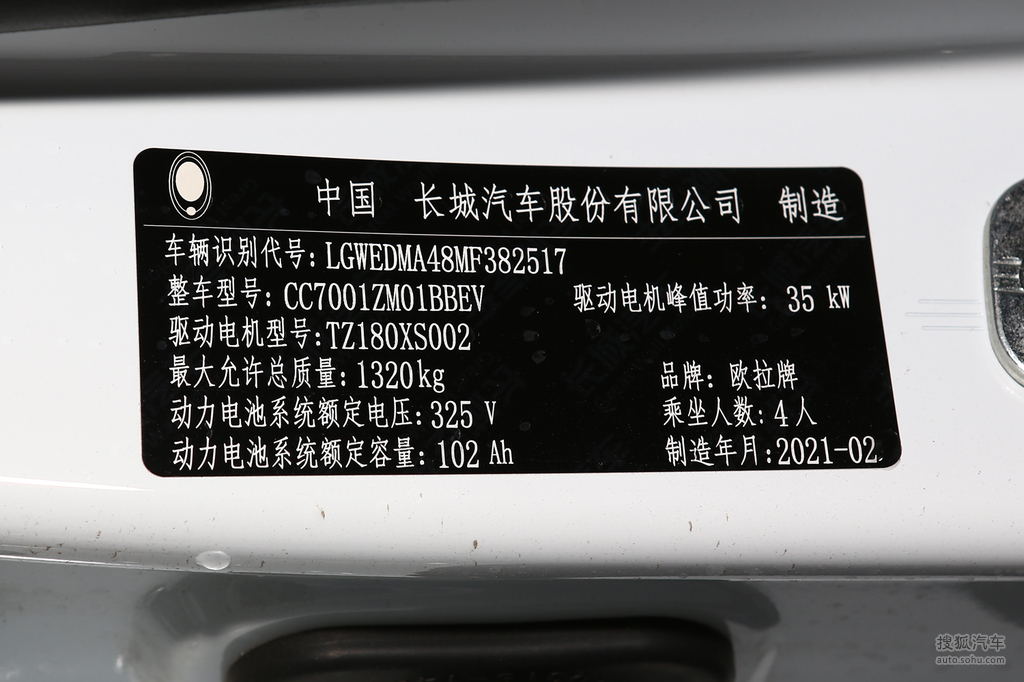 中国 长城汽车股份有限公司 制造
车辆识别代号: LGWEDMA48MF382517
整车型号: CC7001ZM01BBEV 驱动电机峰值功率: 35 kW
驱动电机型号: TZ180XS002
最大允许总质量: 1320kg 品牌: 欧拉牌
动力电池系统额定电压: 325 V 乘坐人数: 4人
动力电池系统额定容量: 102 Ah 制造年月: 2021-02
搜狐汽车
auto.sohu.com